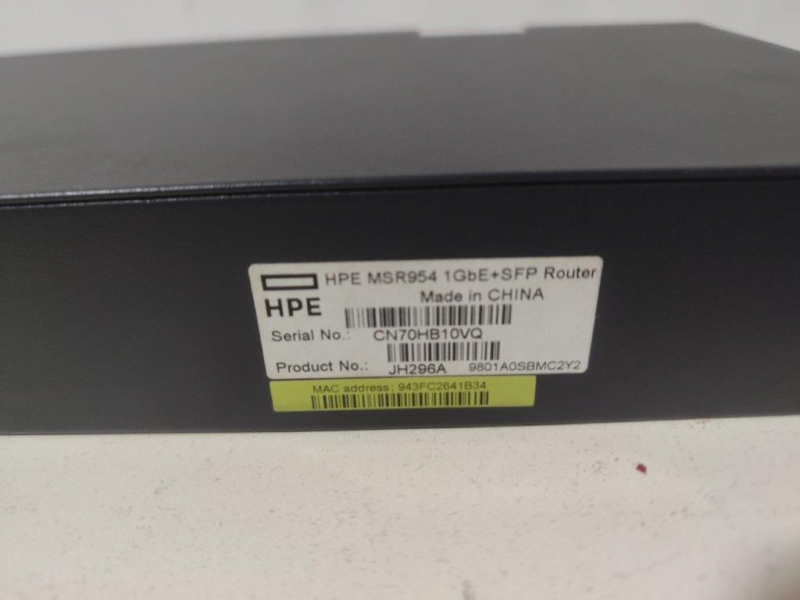 HPE MSR954 1GbE+SFP Router
HPE
Made in CHINA
Serial No.: CN70HB10VQ
Product No.: JH296A 9801A0SBMC2Y2
MAC address: 943FC2641B34